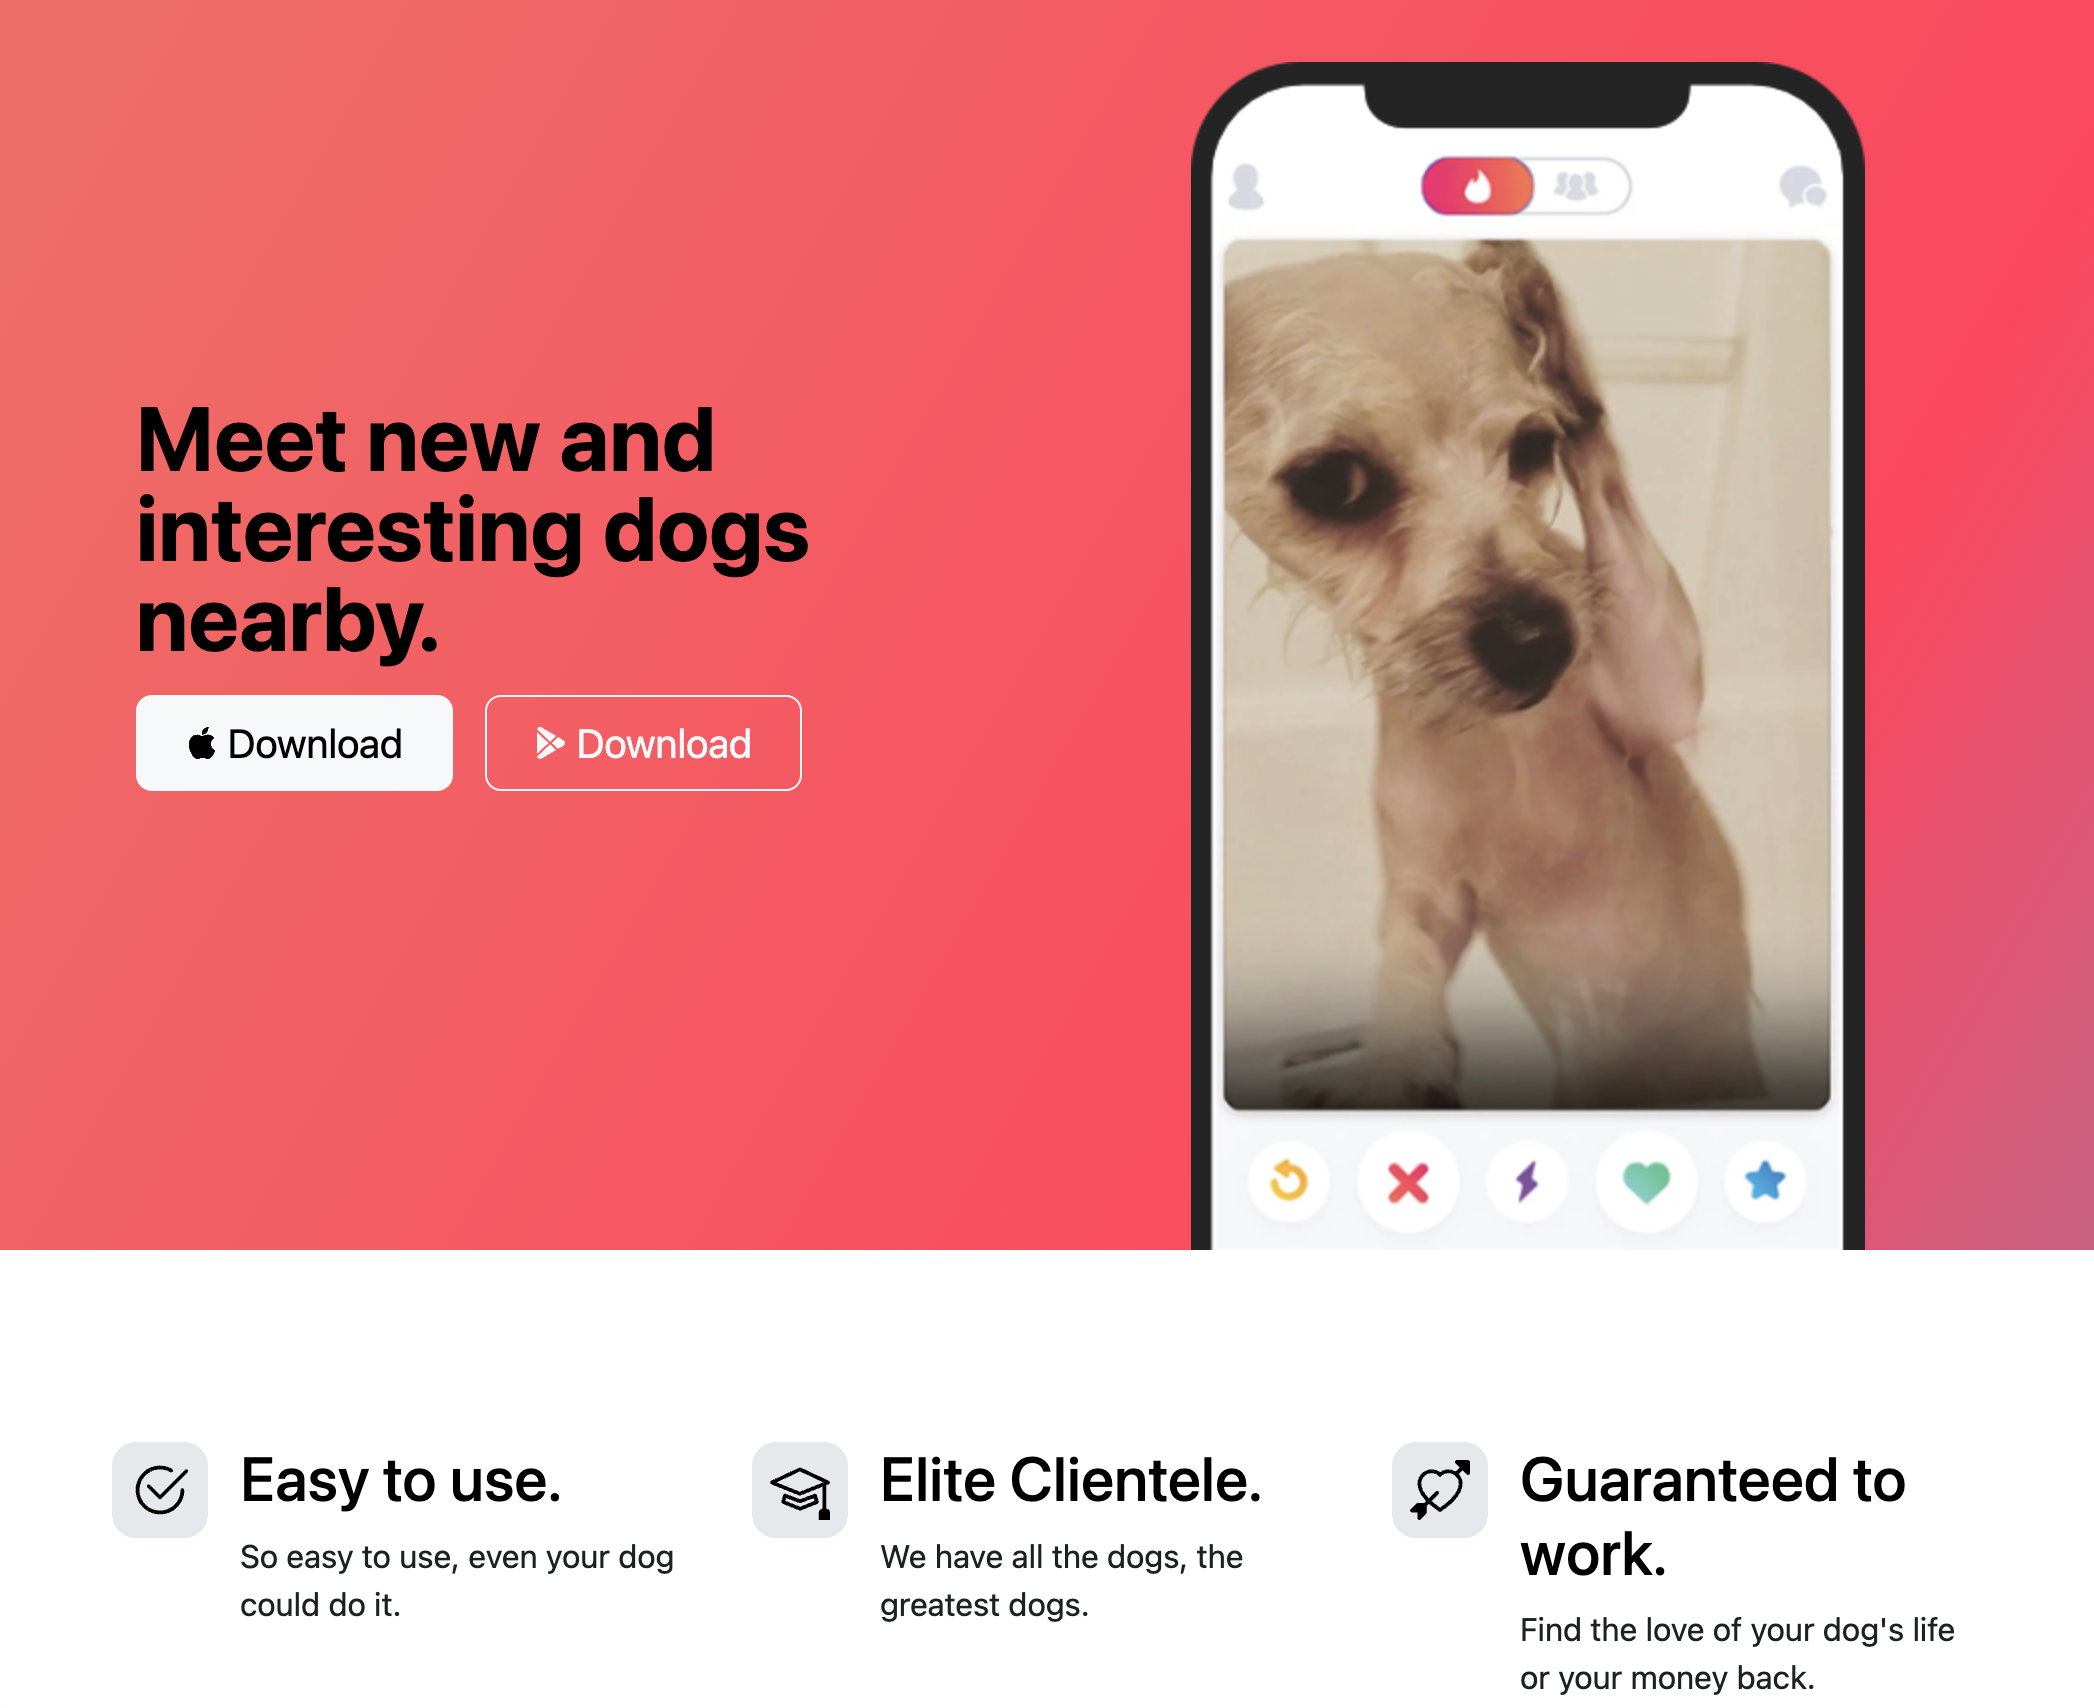 Meet new and
interesting dogs
nearby.
Download
Download
Easy to use.
So easy to use, even your dog
could do it.
Elite Clientele.
We have all the dogs, the
greatest dogs.
Guaranteed to
work.
Find the love of your dog's life
or your money back.